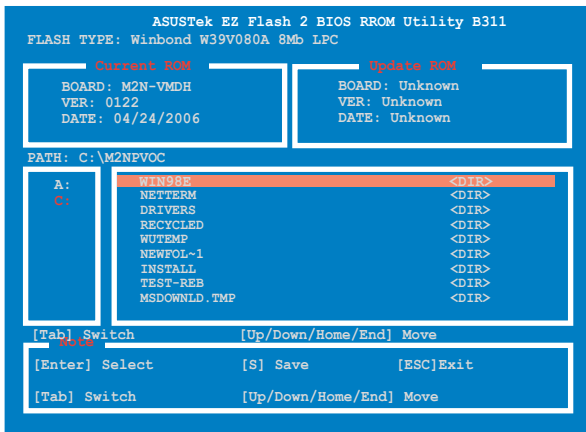 ASUSTek EZ Flash 2 BIOS RROM Utility B311
FLASH TYPE: Winbond W39V080A 8Mb LPC
Current ROM
BOARD: M2N-VMDH
VER: 0122
DATE: 04/24/2006
Update ROM
BOARD: Unknown
VER: Unknown
DATE: Unknown
PATH: C:\M2NPVOC
A:
C:
WIN98E <DIR>
NETTERM <DIR>
DRIVERS <DIR>
RECYCLED <DIR>
WUTEMP <DIR>
NEWFOL~1 <DIR>
INSTALL <DIR>
TEST-REB <DIR>
MSDOWNLD.TMP <DIR>
[Tab] Switch [Up/Down/Home/End] Move
Note
[Enter] Select [S] Save [ESC]Exit
[Tab] Switch [Up/Down/Home/End] Move